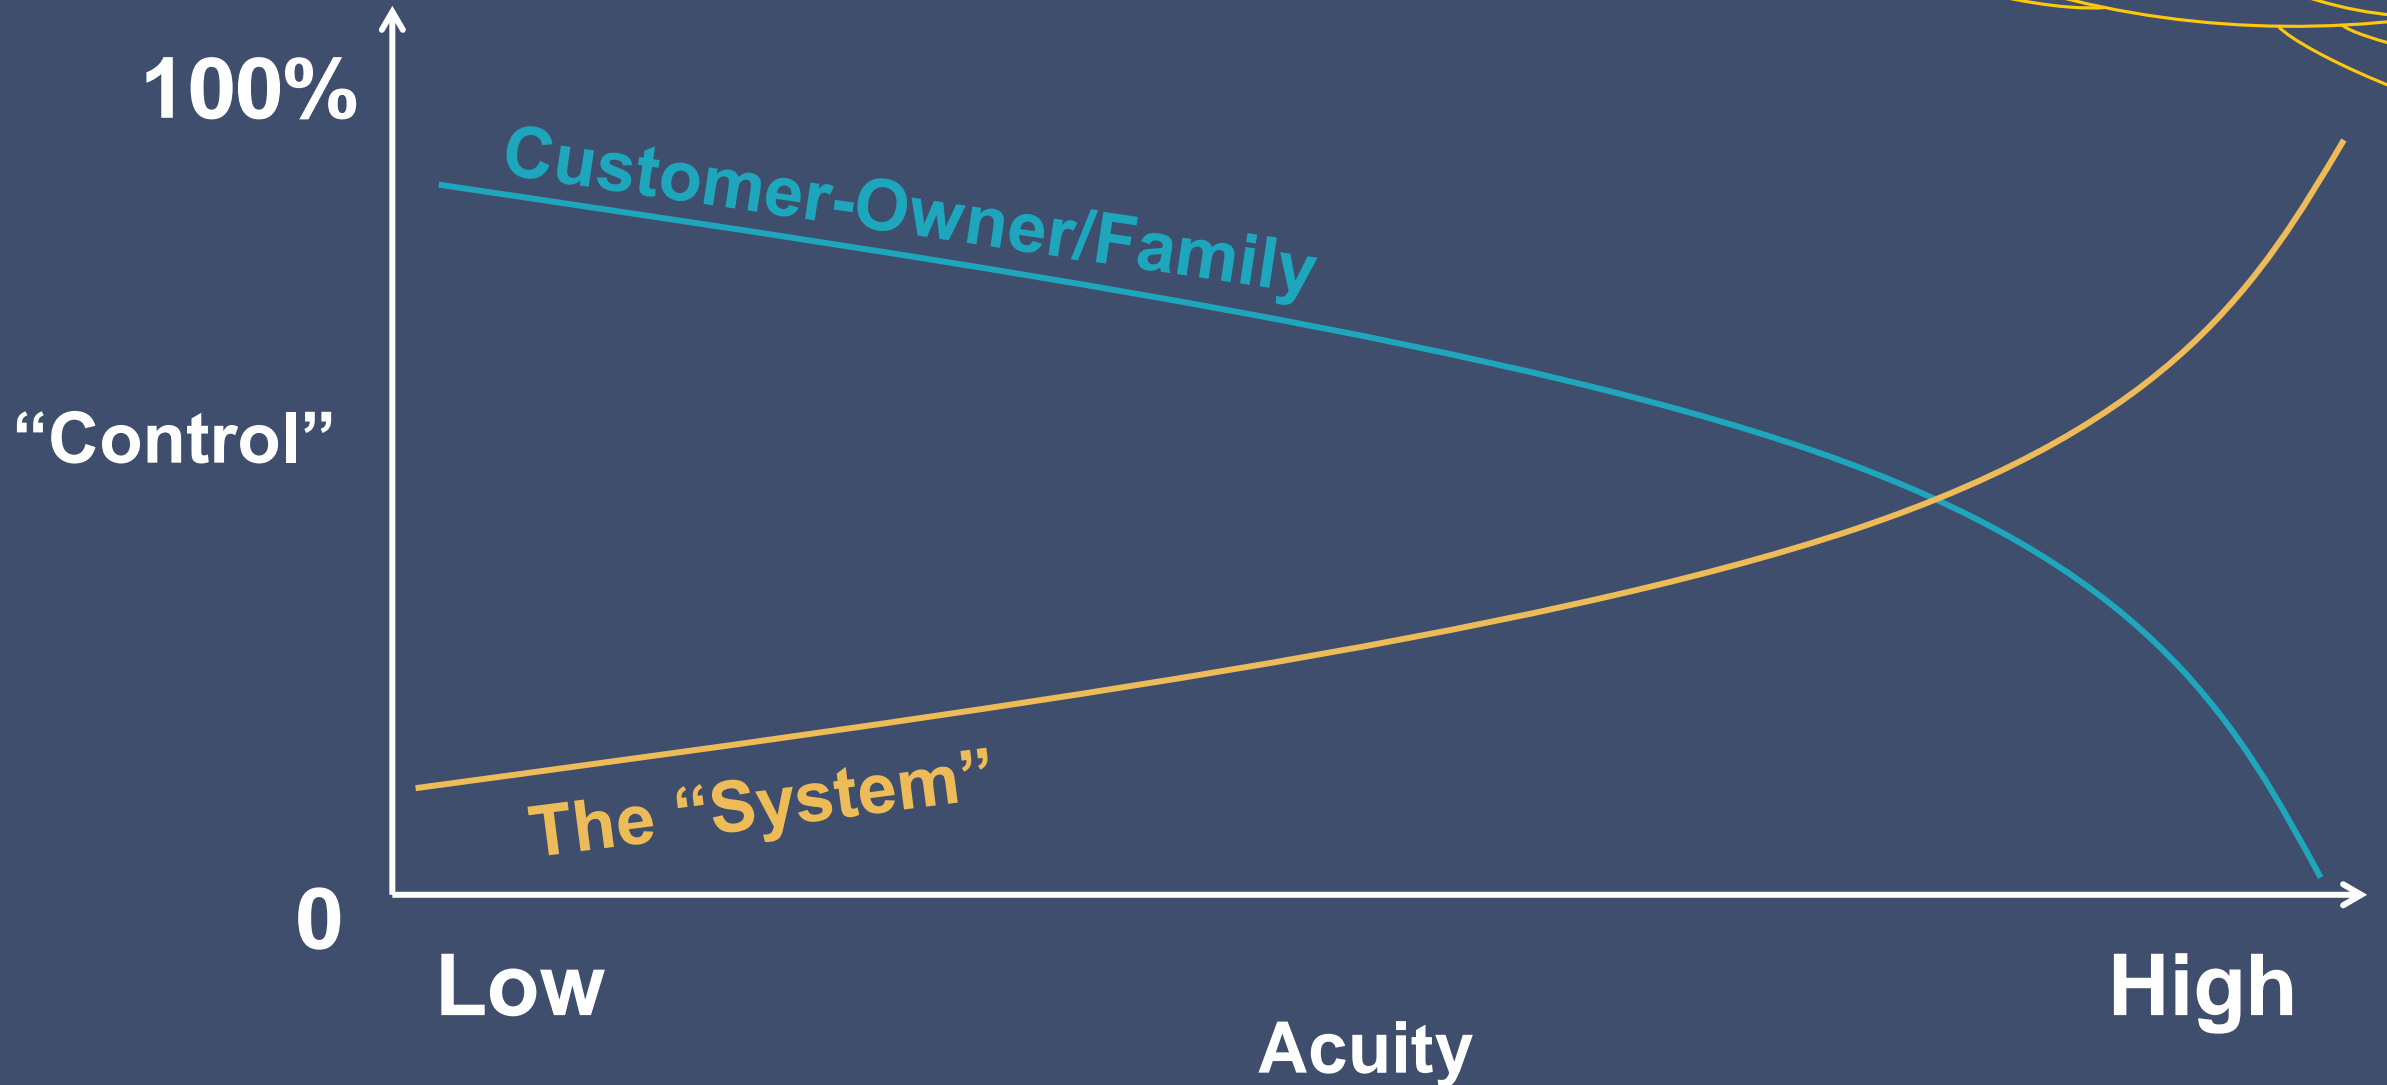 100%
Customer-Owner/Family
“Control”
The “System”
0
Low
High
Acuity